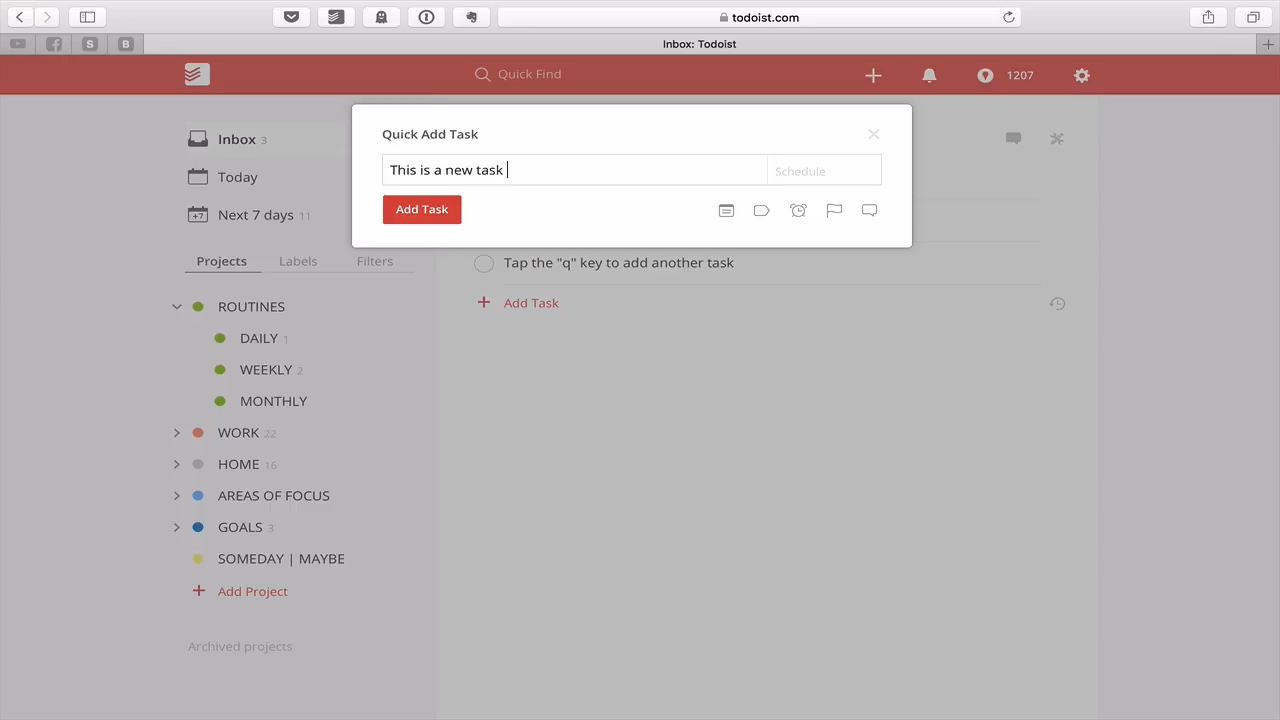 todoist.com
S
B
Inbox: Todoist
Quick Find
1207
Quick Add Task
This is a new task
Schedule
Add Task
Inbox 3
Today
+7
Next 7 days 11
Projects
Labels
Filters
ROUTINES
DAILY 1
WEEKLY 2
MONTHLY
WORK 22
HOME 16
AREAS OF FOCUS
GOALS 3
SOMEDAY | MAYBE
Add Project
Archived projects
Tap the "q" key to add another task
Add Task